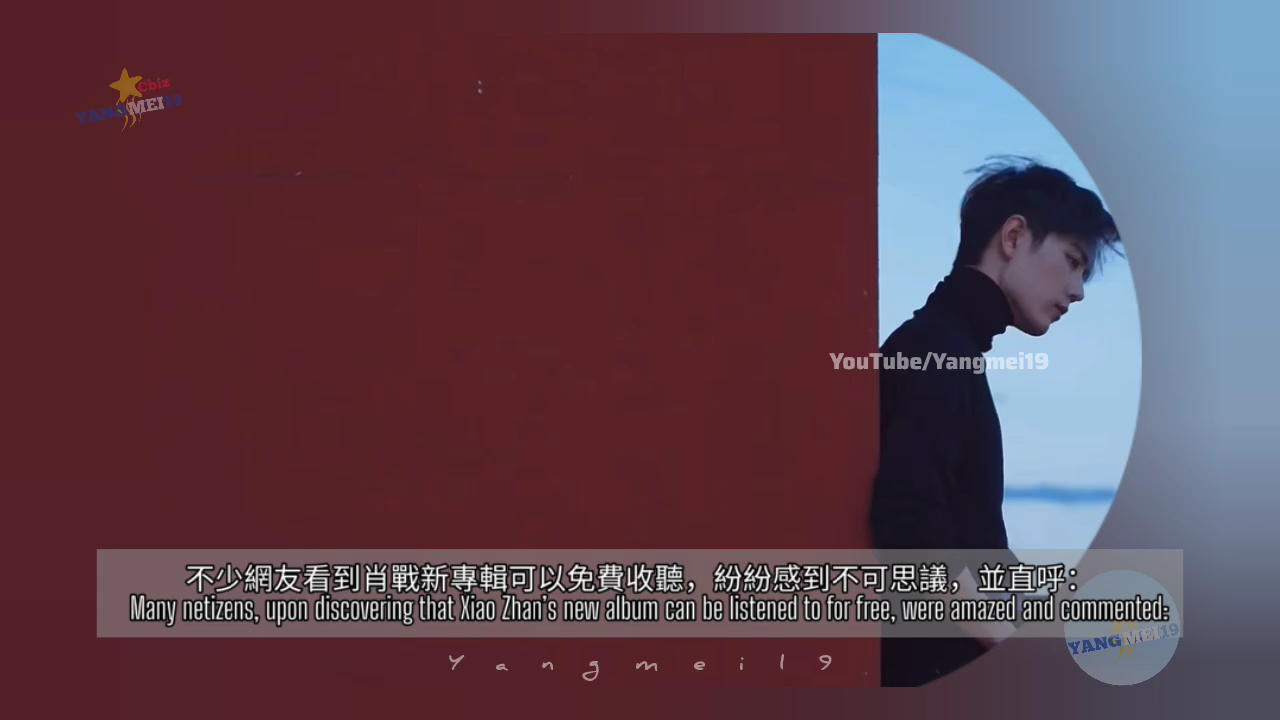 Cbiz
YANGMEI19
YouTube/Yangmei19
不少網友看到肖戰新專輯可以免費收聽，紛紛感到不可思議，並直呼：
Many netizens, upon discovering that Xiao Zhan's new album can be listened to for free, were amazed and commented:
YANGMEI19
Yangmei19